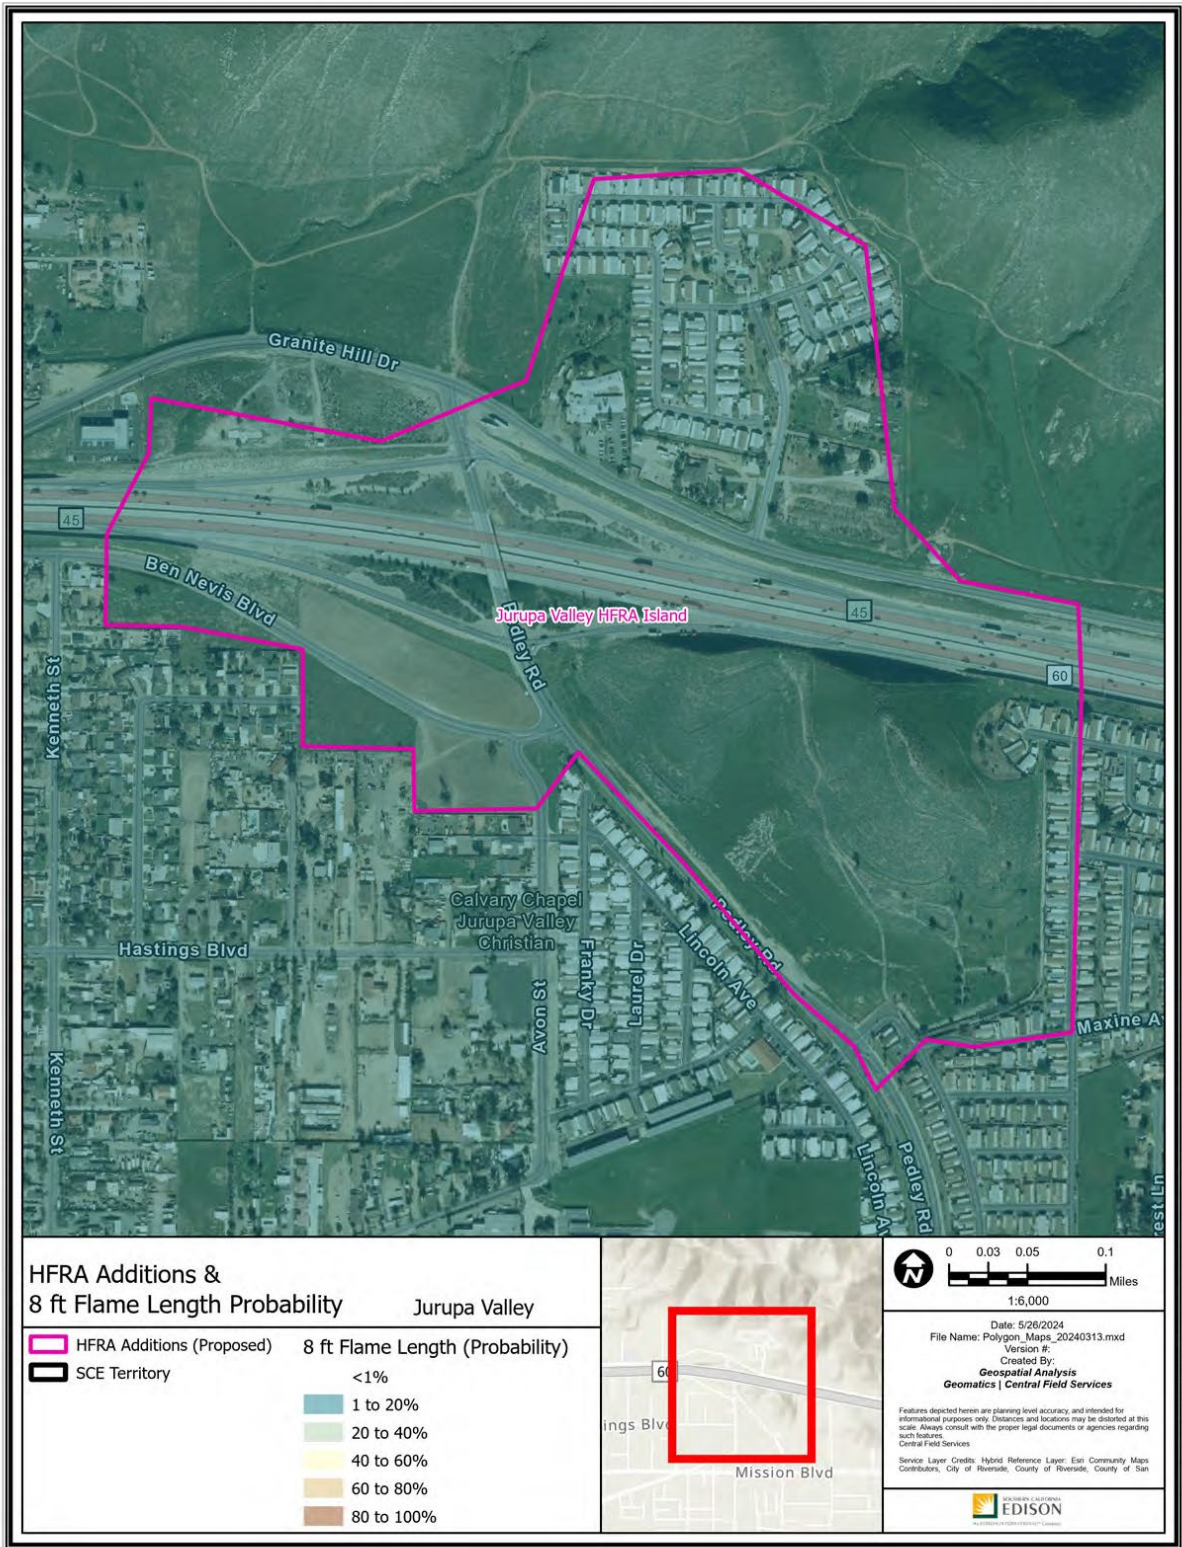 Granite Hill Dr
45
Ben Nevis Blvd
Jurupa Valley HFRA Island
45
Pedley Rd
60
Kenneth St
Calvary Chapel
Jurupa Valley
Christian
Hastings Blvd
Pedley Rd
Lincoln Ave
Franky Dr
Laurel Dr
Avon St
Maxine A
Kenneth St
Pedley Rd
Lincoln Av
est Ln
HFRA Additions &
8 ft Flame Length Probability
Jurupa Valley
HFRA Additions (Proposed)
SCE Territory
8 ft Flame Length (Probability)
<1%
1 to 20%
20 to 40%
40 to 60%
60 to 80%
80 to 100%
60
ings Blvd
Mission Blvd
N
0 0.03 0.05 0.1
Miles
1:6,000
Date: 5/26/2024
File Name: Polygon_Maps_20240313.mxd
Version #:
Created By:
Geospatial Analysis
Geomatics | Central Field Services
Features depicted herein are planning level accuracy, and intended for
informational purposes only. Distances and locations may be distorted at this
scale. Always consult with the proper legal documents or agencies regarding
such features.
Central Field Services
Service Layer Credits: Hybrid Reference Layer: Esri Community Maps
Contributors, City of Riverside, County of Riverside, County of San
SOUTHERN CALIFORNIA
EDISON